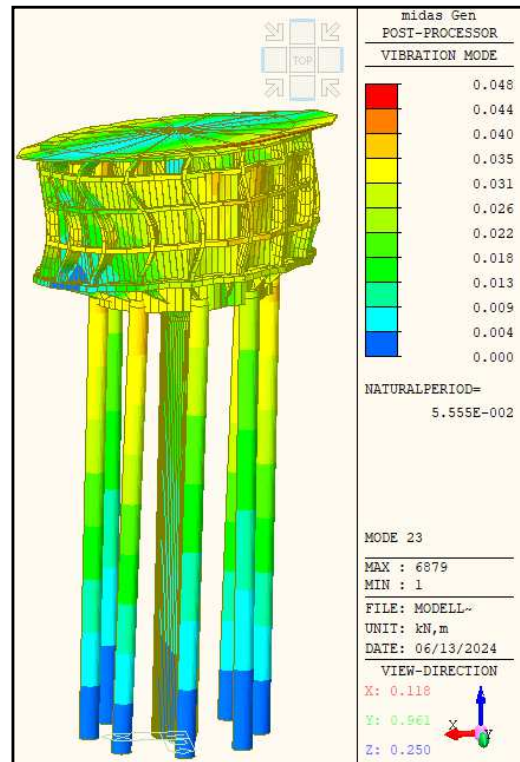 midas Gen
POST-PROCESSOR
VIBRATION MODE
TOP
0.048
0.044
0.040
0.035
0.031
0.026
0.022
0.018
0.013
0.009
0.004
0.000
NATURALPERIOD=
5.555E-002
MODE 23
MAX : 6879
MIN : 1
FILE: MODELL~
UNIT: kN,m
DATE: 06/13/2024
VIEW-DIRECTION
X: 0.118
Y: 0.961
Z: 0.250
X
Y